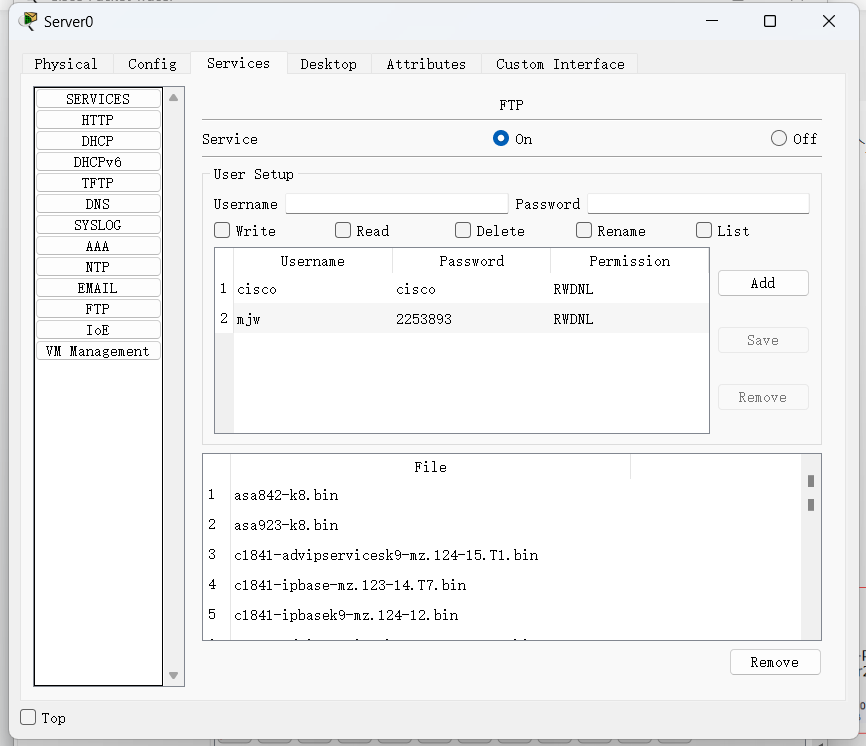 Server0
Physical Config Services Desktop Attributes Custom Interface
SERVICES
HTTP
DHCP
DHCPv6
TFTP
DNS
SYSLOG
AAA
NTP
EMAIL
FTP
IoE
VM Management
FTP
Service On Off
User Setup
Username Password
Write Read Delete Rename List
Username Password Permission
1 cisco cisco RWDNL
2 mjw 2253893 RWDNL
Add
Save
Remove
File
1 asa842-k8.bin
2 asa923-k8.bin
3 c1841-advipservicesk9-mz.124-15.T1.bin
4 c1841-ipbase-mz.123-14.T7.bin
5 c1841-ipbasek9-mz.124-12.bin
Remove
Top